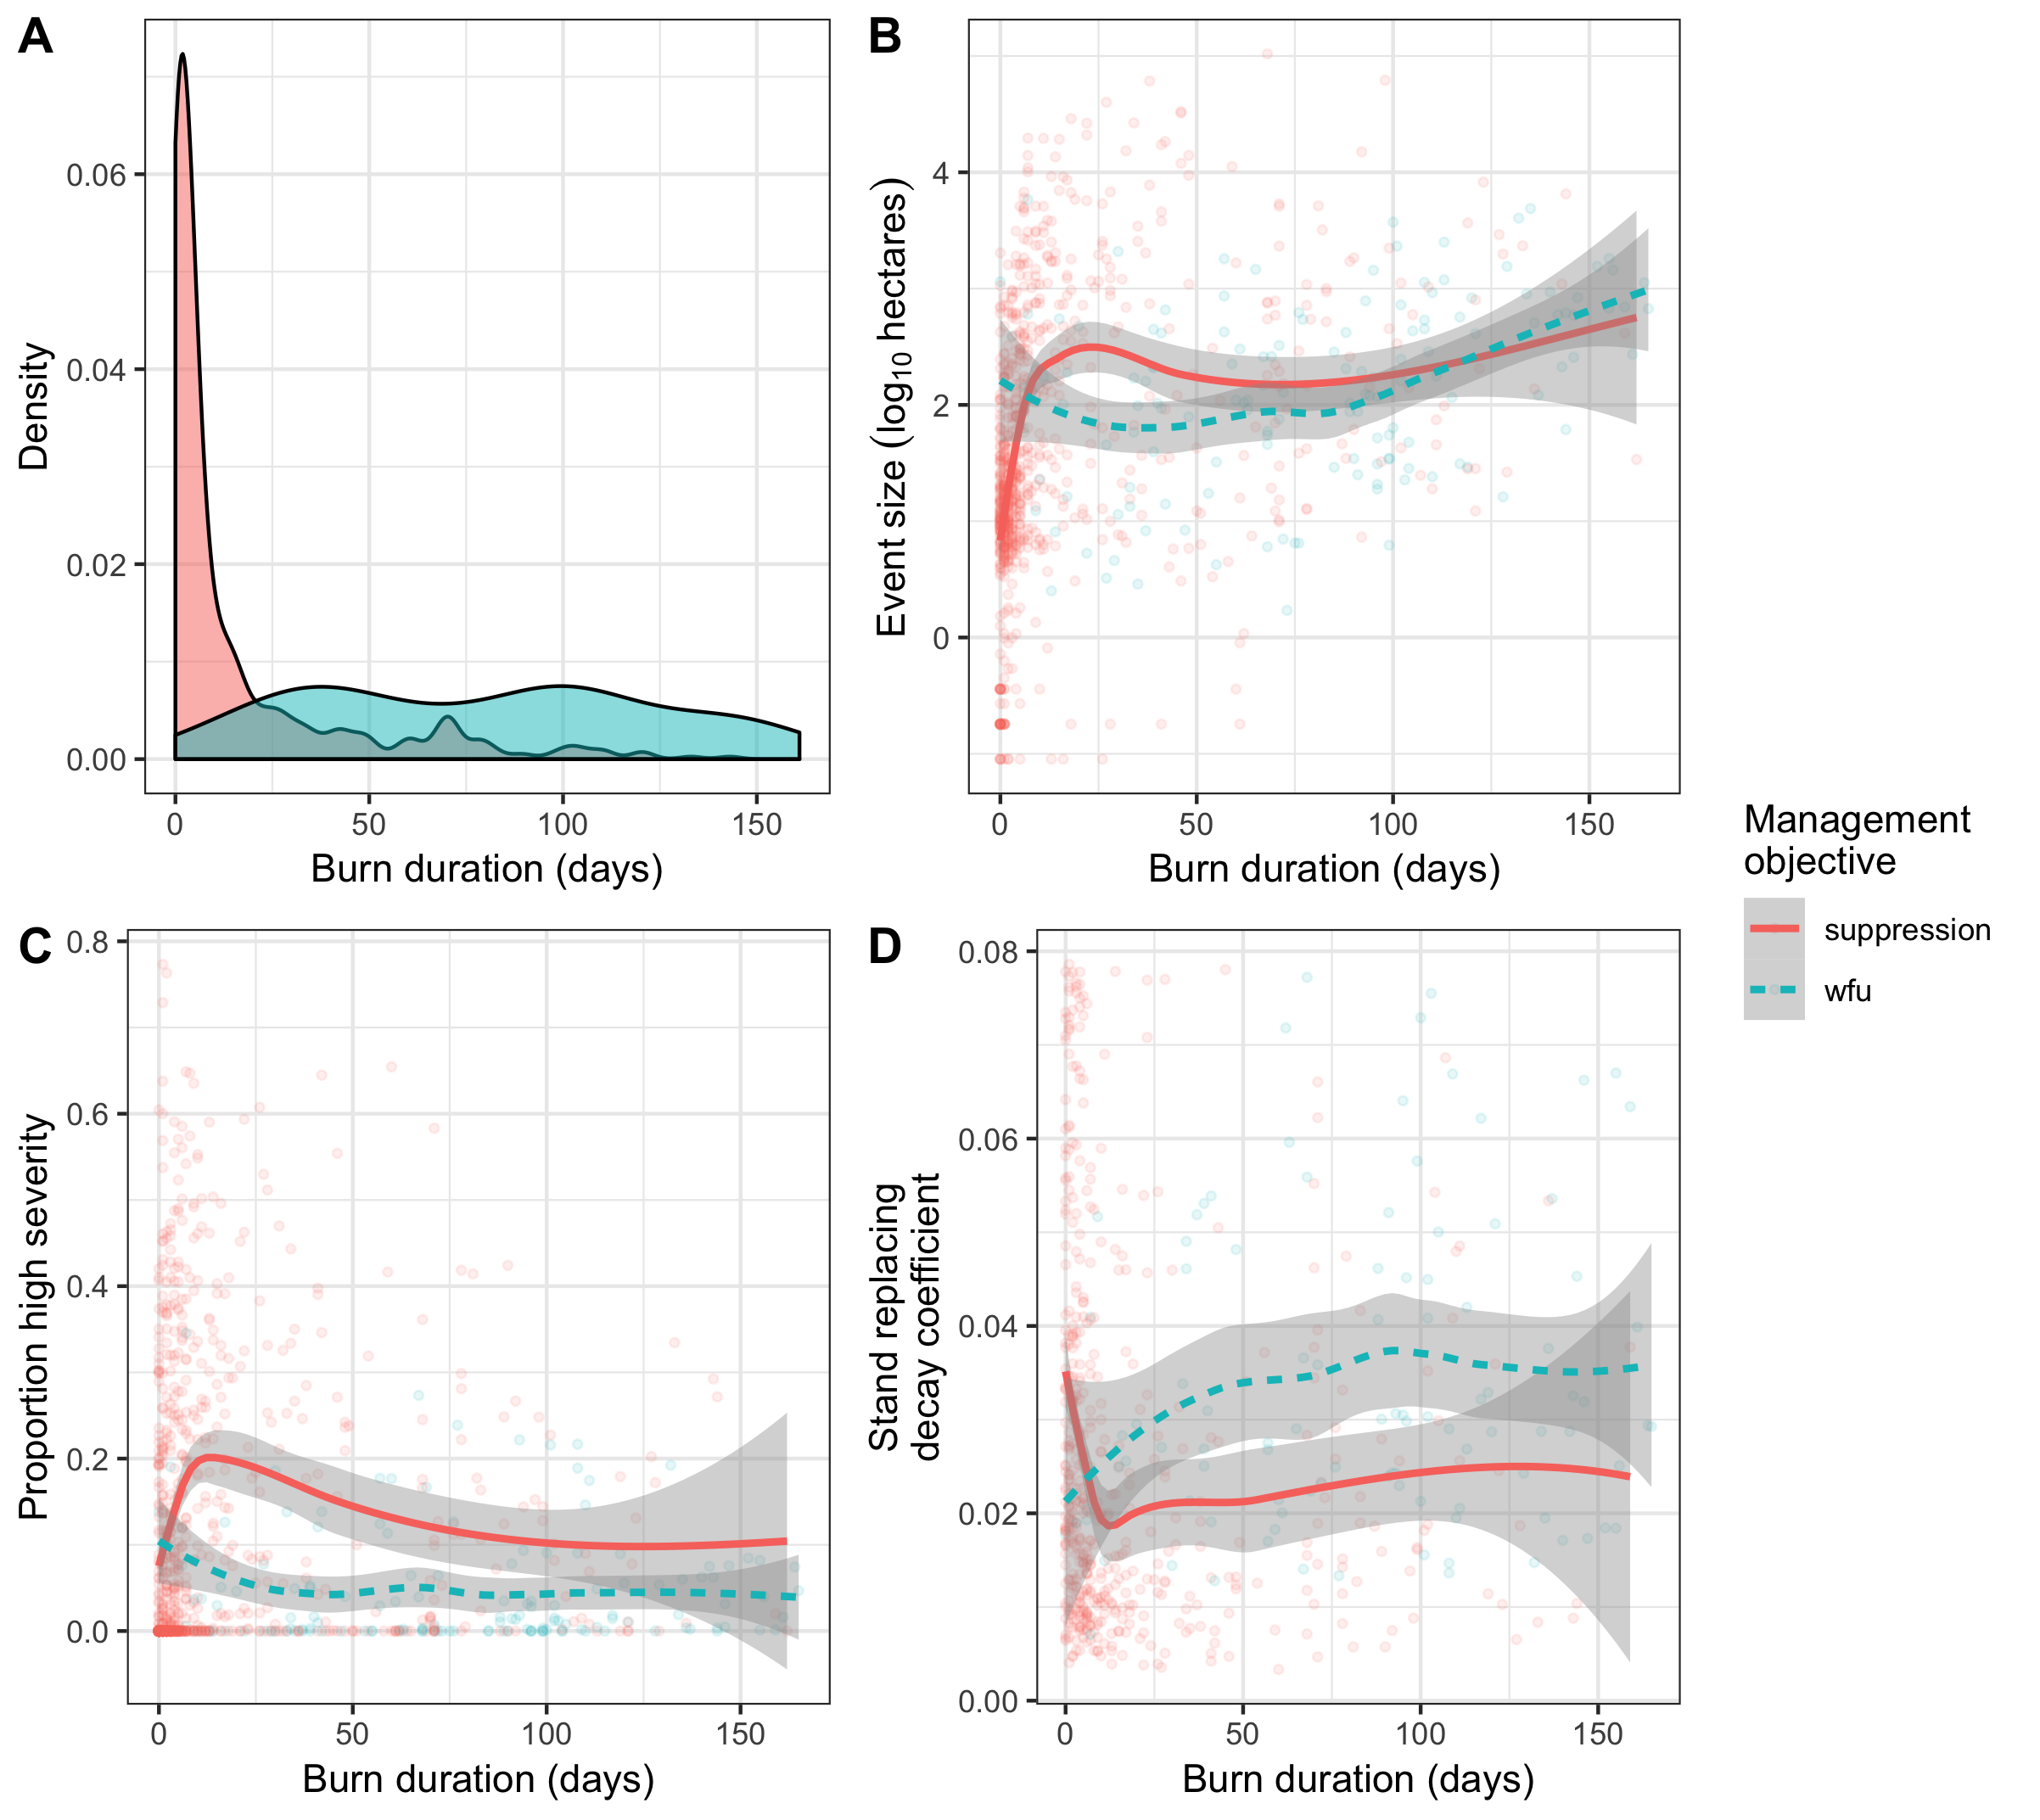 A
0.06
0.04
0.02
0.00
Density
0 50 100 150
Burn duration (days)
B
4
2
0
Event size (log₁₀ hectares)
0 50 100 150
Burn duration (days)
C
0.8
0.6
0.4
0.2
0.0
Proportion high severity
0 50 100 150
Burn duration (days)
D
0.08
0.06
0.04
0.02
0.00
Stand replacing
decay coefficient
0 50 100 150
Burn duration (days)
Management
objective
suppression
wfu